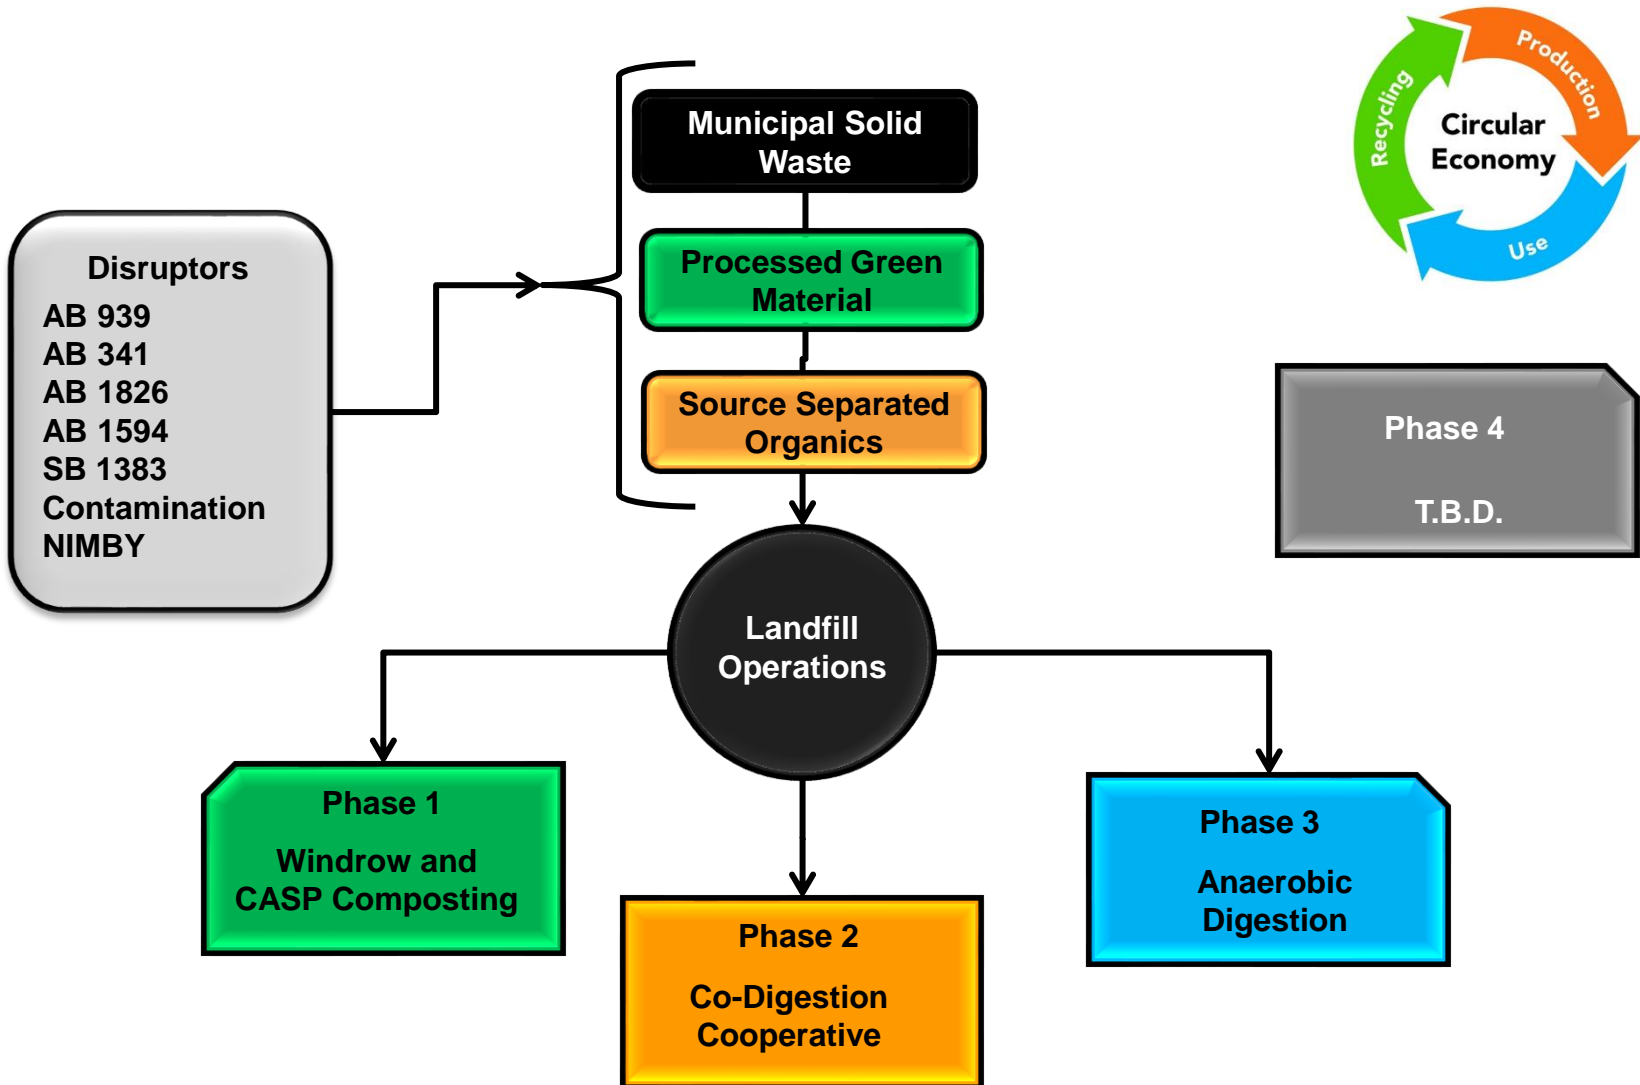 Municipal Solid
Waste
Processed Green
Material
Source Separated
Organics
Disruptors
AB 939
AB 341
AB 1826
AB 1594
SB 1383
Contamination
NIMBY
Production
Recycling
Circular
Economy
Use
Phase 4
T.B.D.
Landfill
Operations
Phase 1
Windrow and
CASP Composting
Phase 2
Co-Digestion
Cooperative
Phase 3
Anaerobic
Digestion